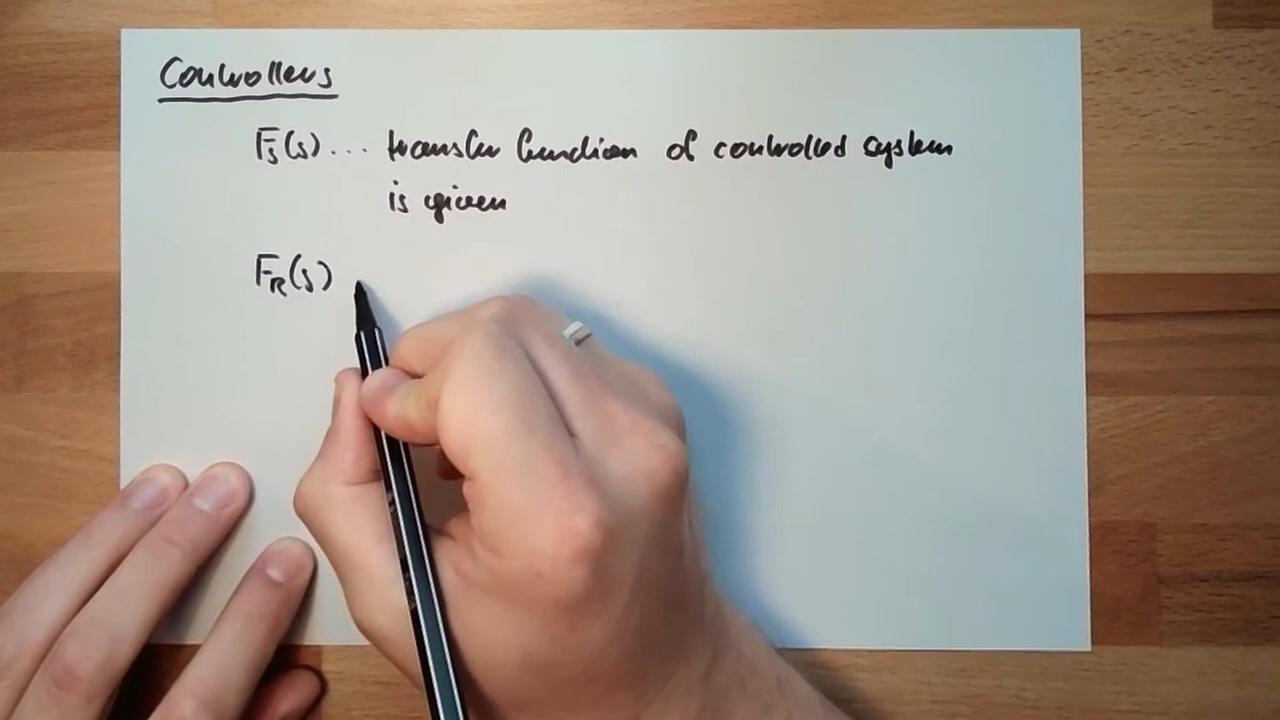 Controllers
F_S(s) ... transfer function of controlled system
is given
F_R(s)